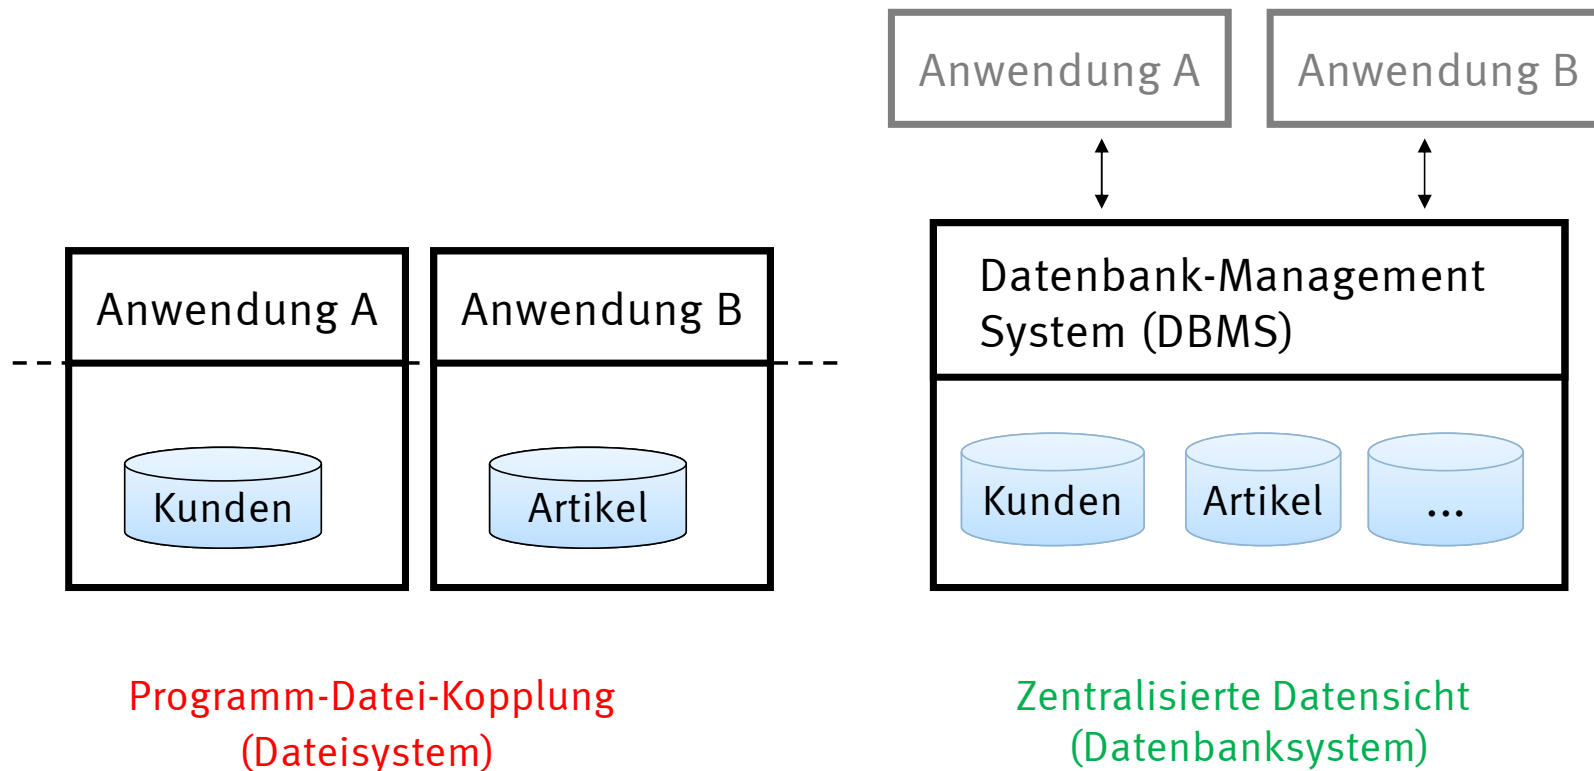 Anwendung A
Anwendung B
Kunden
Artikel
Programm-Datei-Kopplung
(Dateisystem)
Anwendung A
Anwendung B
Datenbank-Management
System (DBMS)
Kunden
Artikel
...
Zentralisierte Datensicht
(Datenbanksystem)